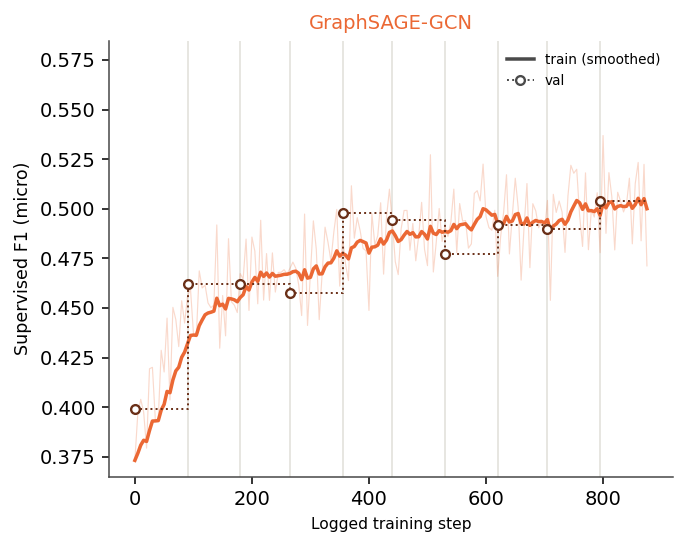 GraphSAGE-GCN
train (smoothed)
val
Supervised F1 (micro)
0.575
0.550
0.525
0.500
0.475
0.450
0.425
0.400
0.375
0 200 400 600 800
Logged training step